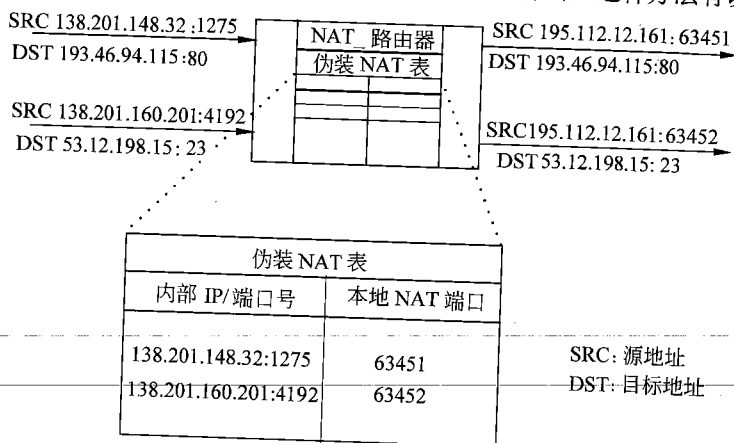 SRC 138.201.148.32 :1275
DST 193.46.94.115:80
SRC 138.201.160.201:4192
DST 53.12.198.15: 23
NAT_路由器
伪装 NAT 表
SRC 195.112.12.161: 63451
DST 193.46.94.115:80
SRC195.112.12.161:63452
DST53.12.198.15: 23
伪装 NAT 表
内部 IP/端口号 本地 NAT 端口
138.201.148.32:1275 63451
138.201.160.201:4192 63452
SRC: 源地址
DST: 目标地址